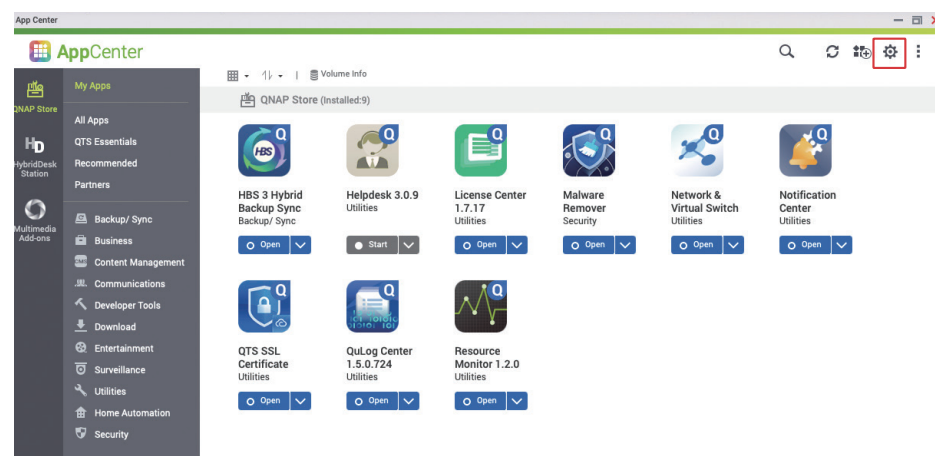 App Center
AppCenter
Volume Info
QNAP Store (Installed:9)
QNAP Store
HybridDesk
Station
Multimedia
Add-ons
My Apps
All Apps
QTS Essentials
Recommended
Partners
Backup/ Sync
Business
Content Management
Communications
Developer Tools
Download
Entertainment
Surveillance
Utilities
Home Automation
Security
HBS 3 Hybrid
Backup Sync
Backup/ Sync
Open
Helpdesk 3.0.9
Utilities
Start
License Center
1.7.17
Utilities
Open
Malware
Remover
Security
Open
Network &
Virtual Switch
Utilities
Open
Notification
Center
Utilities
Open
QTS SSL
Certificate
Utilities
Open
QuLog Center
1.5.0.724
Utilities
Open
Resource
Monitor 1.2.0
Utilities
Open